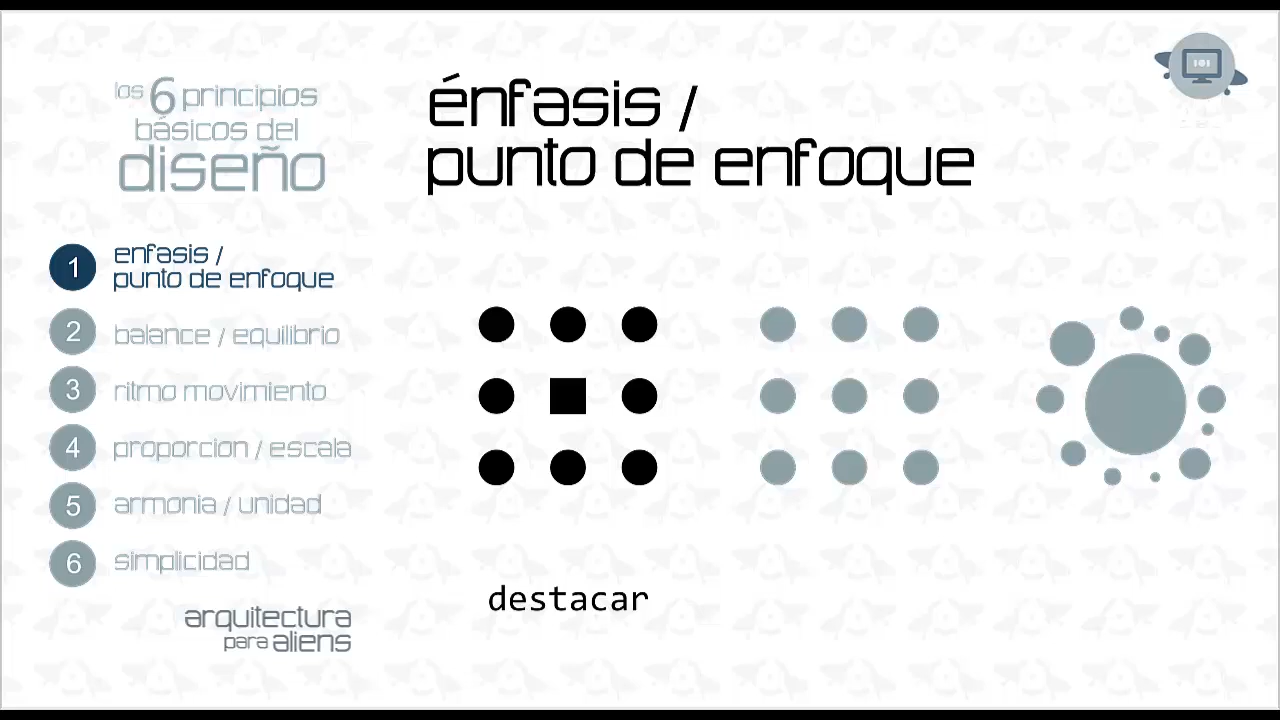 los 6 principios
básicos del
diseño
énfasis /
punto de enfoque
1 enfasis /
punto de enfoque
2 balance / equilibrio
3 ritmo movimiento
4 proporcion / escala
5 armonia / unidad
6 simplicidad
arquitectura
para aliens
destacar